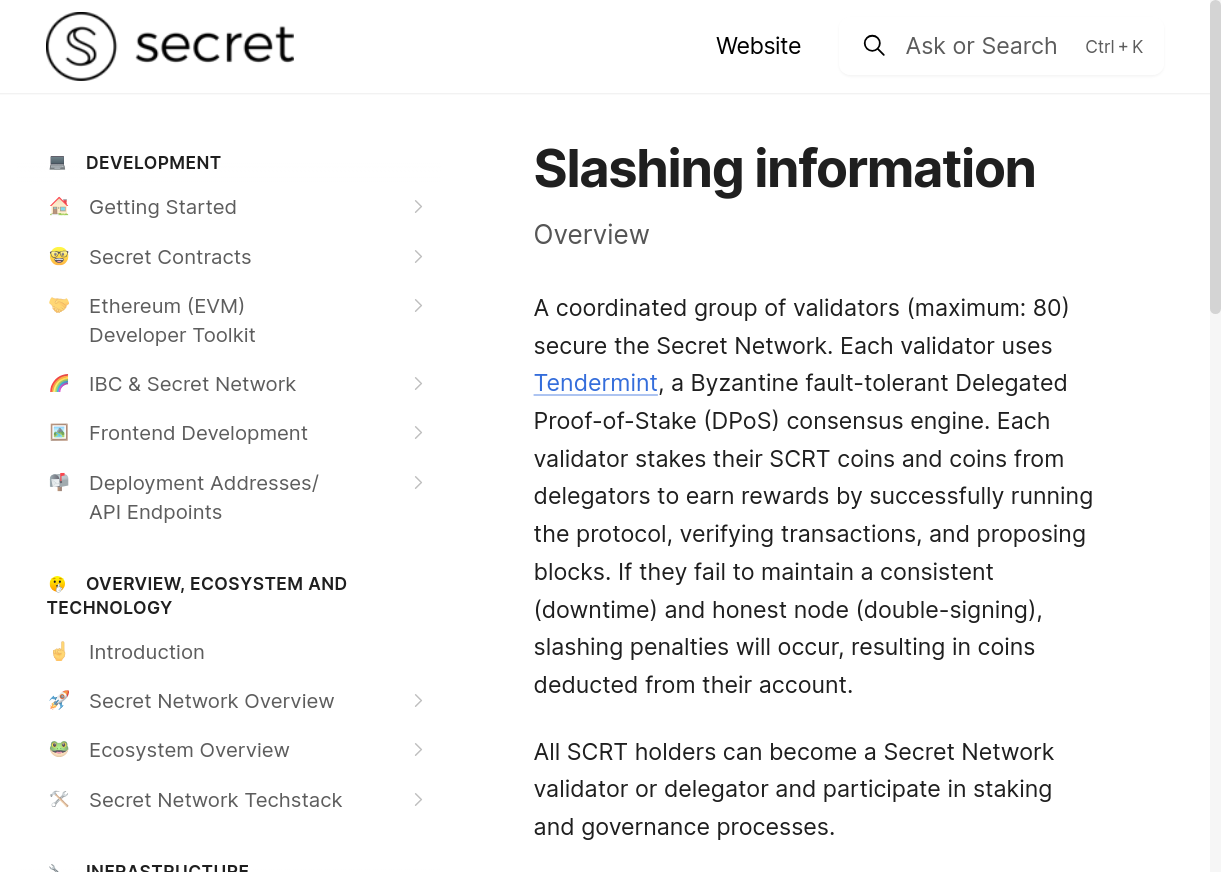 secret
Website
Ask or Search Ctrl + K
DEVELOPMENT
Getting Started
Secret Contracts
Ethereum (EVM)
Developer Toolkit
IBC & Secret Network
Frontend Development
Deployment Addresses/
API Endpoints
OVERVIEW, ECOSYSTEM AND
TECHNOLOGY
Introduction
Secret Network Overview
Ecosystem Overview
Secret Network Techstack
INFRASTRUCTURE
Slashing information
Overview
A coordinated group of validators (maximum: 80)
secure the Secret Network. Each validator uses
Tendermint, a Byzantine fault-tolerant Delegated
Proof-of-Stake (DPoS) consensus engine. Each
validator stakes their SCRT coins and coins from
delegators to earn rewards by successfully running
the protocol, verifying transactions, and proposing
blocks. If they fail to maintain a consistent
(downtime) and honest node (double-signing),
slashing penalties will occur, resulting in coins
deducted from their account.
All SCRT holders can become a Secret Network
validator or delegator and participate in staking
and governance processes.